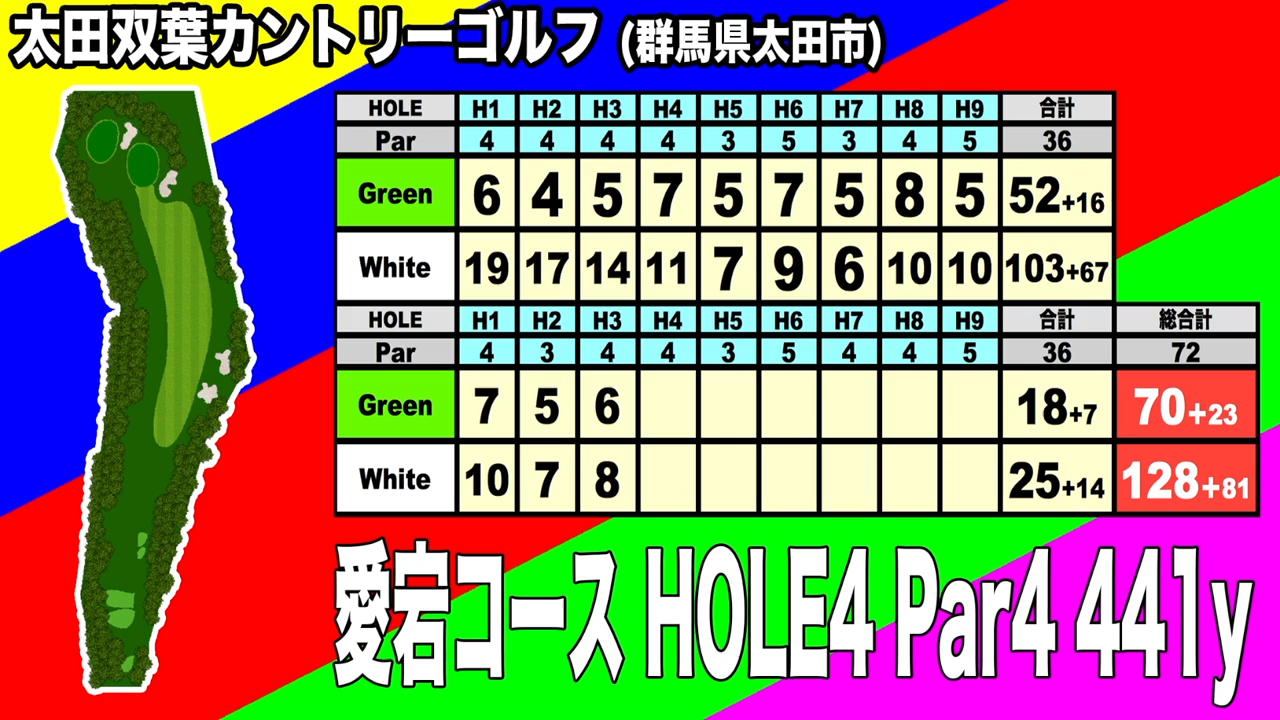 太田双葉カントリーゴルフ (群馬県太田市)
HOLE H1 H2 H3 H4 H5 H6 H7 H8 H9 合計
Par 4 4 4 4 3 5 3 4 5 36
Green 6 4 5 7 5 7 5 8 5 52+16
White 19 17 14 11 7 9 6 10 10 103+67
HOLE H1 H2 H3 H4 H5 H6 H7 H8 H9 合計 総合計
Par 4 3 4 4 3 5 4 4 5 36 72
Green 7 5 6 18+7 70+23
White 10 7 8 25+14 128+81
愛宕コース HOLE4 Par4 441y